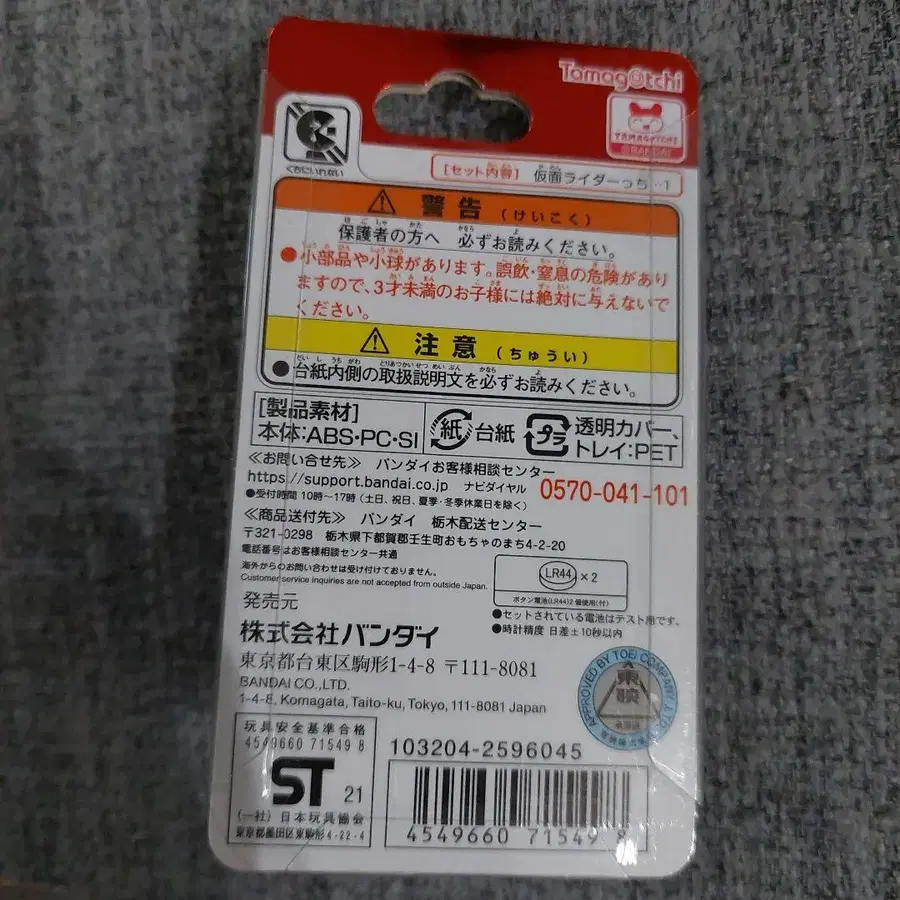 Tamagotchi
TAMAGOTCHI
©BANDAI
くちにいれない
[セット内容] 仮面ライダーっち…1
警告 (けいこく)
保護者の方へ 必ずお読みください。
●小部品や小球があります。誤飲・窒息の危険があり
ますので、3才未満のお子様には絶対に与えないで
ください。
注意 (ちゅうい)
●台紙内側の取扱説明文を必ずお読みください。
[製品素材]
本体:ABS・PC・SI
紙 台紙
プラ 透明カバー、
トレイ:PET
≪お問い合せ先≫ バンダイお客様相談センター
https://support.bandai.co.jp ナビダイヤル 0570-041-101
●受付時間 10時〜17時(土日、祝日、夏季・冬季休業日を除く)
≪商品送付先≫ バンダイ 栃木配送センター
〒321-0298 栃木県下都賀郡壬生町おもちゃのまち4-2-20
電話番号はお客様相談センター共通
海外からのお問い合わせは受け付けておりません。
Customer service inquiries are not accepted from outside Japan.
LR44 ×2
ボタン電池(LR44)2個使用(付)
●セットされている電池はテスト用です。
●時計精度 日差±10秒以内
発売元
株式会社バンダイ
東京都台東区駒形1-4-8 〒111-8081
BANDAI CO.,LTD.
1-4-8, Komagata, Taito-ku, Tokyo, 111-8081 Japan
APPROVED BY TOEI COMPANY, LTD.
東映
玩具安全基準合格
4549660 71549 8
ST 21
(一社)日本玩具協会
東京都墨田区東駒形4-22-4
103204-2596045
4549660 71549 8